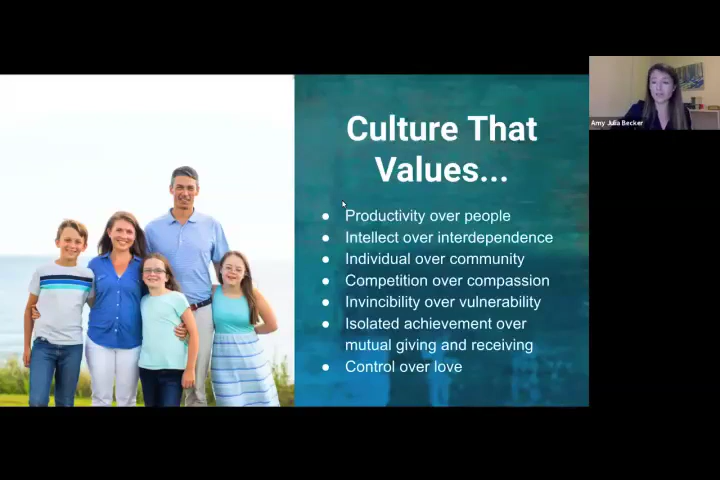 Culture That
Values...
● Productivity over people
● Intellect over interdependence
● Individual over community
● Competition over compassion
● Invincibility over vulnerability
● Isolated achievement over
mutual giving and receiving
● Control over love
Amy Julia Becker